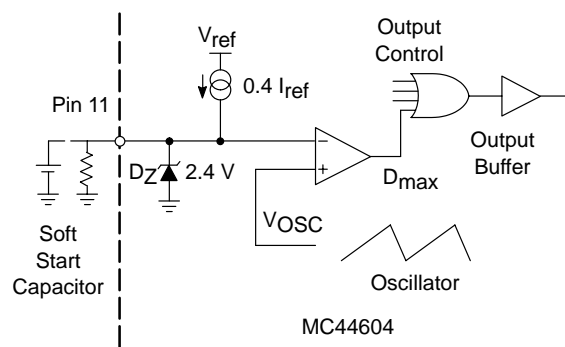 Vref
0.4 Iref
Output
Control
Pin 11
DZ
2.4 V
−
+
Dmax
Output
Buffer
VOSC
Soft
Start
Capacitor
Oscillator
MC44604